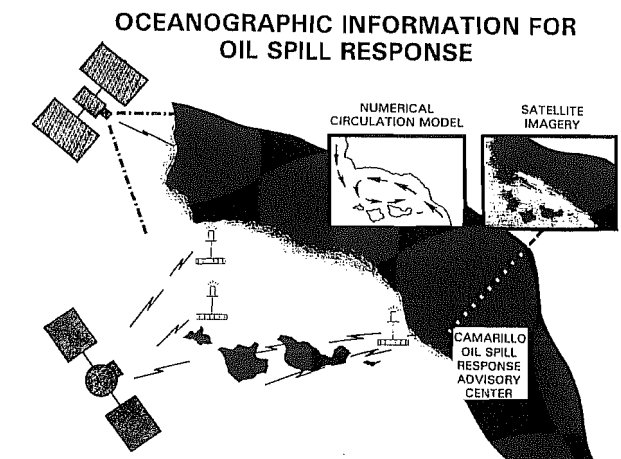 OCEANOGRAPHIC INFORMATION FOR
OIL SPILL RESPONSE
NUMERICAL
CIRCULATION MODEL
SATELLITE
IMAGERY
CAMARILLO
OIL SPILL
RESPONSE
ADVISORY
CENTER